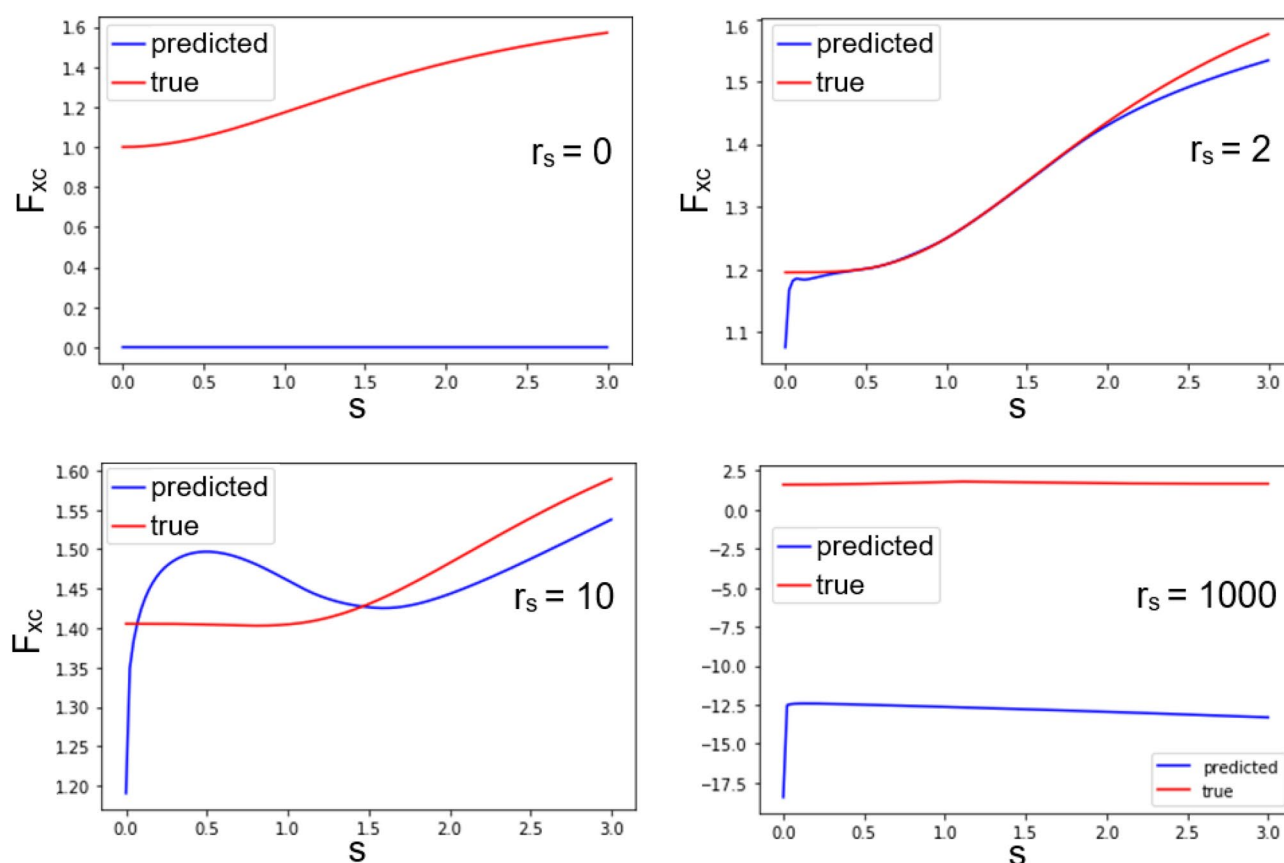 1.6
1.4
1.2
1.0
0.8
0.6
0.4
0.2
0.0
F_xc
predicted
true
r_s = 0
0.0 0.5 1.0 1.5 2.0 2.5 3.0
s
1.6
1.5
1.4
1.3
1.2
1.1
F_xc
predicted
true
r_s = 2
0.0 0.5 1.0 1.5 2.0 2.5 3.0
s
1.60
1.55
1.50
1.45
1.40
1.35
1.30
1.25
1.20
F_xc
predicted
true
r_s = 10
0.0 0.5 1.0 1.5 2.0 2.5 3.0
s
2.5
0.0
−2.5
−5.0
−7.5
−10.0
−12.5
−15.0
−17.5
predicted
true
r_s = 1000
predicted
true
0.0 0.5 1.0 1.5 2.0 2.5 3.0
s